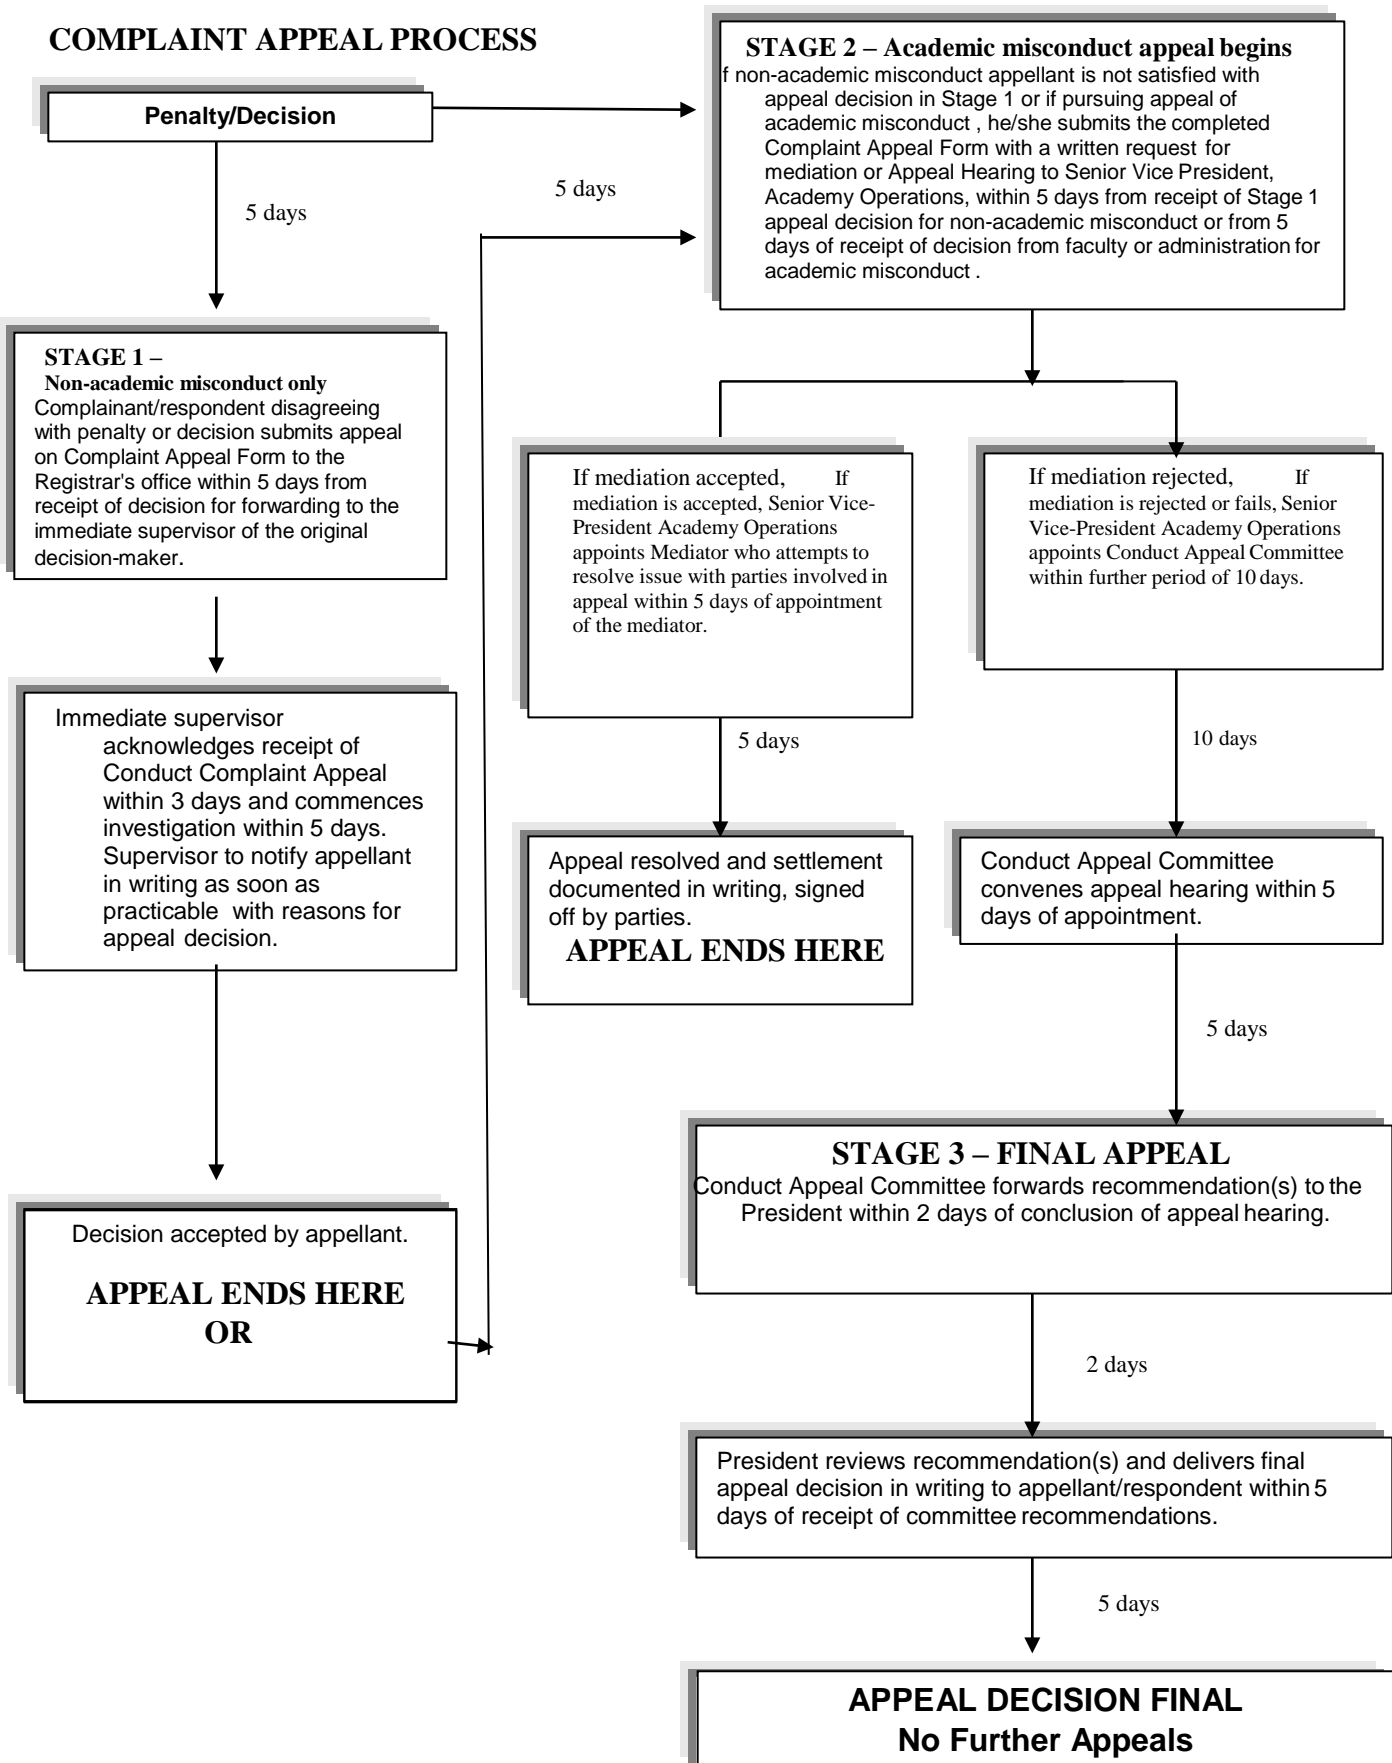 COMPLAINT APPEAL PROCESS
Penalty/Decision
5 days
5 days
STAGE 2 – Academic misconduct appeal begins
f non-academic misconduct appellant is not satisfied with
appeal decision in Stage 1 or if pursuing appeal of
academic misconduct , he/she submits the completed
Complaint Appeal Form with a written request for
mediation or Appeal Hearing to Senior Vice President,
Academy Operations, within 5 days from receipt of Stage 1
appeal decision for non-academic misconduct or from 5
days of receipt of decision from faculty or administration for
academic misconduct .
STAGE 1 –
Non-academic misconduct only
Complainant/respondent disagreeing
with penalty or decision submits appeal
on Complaint Appeal Form to the
Registrar's office within 5 days from
receipt of decision for forwarding to the
immediate supervisor of the original
decision-maker.
If mediation accepted, If
mediation is accepted, Senior Vice-
President Academy Operations
appoints Mediator who attempts to
resolve issue with parties involved in
appeal within 5 days of appointment
of the mediator.
If mediation rejected, If
mediation is rejected or fails, Senior
Vice-President Academy Operations
appoints Conduct Appeal Committee
within further period of 10 days.
Immediate supervisor
acknowledges receipt of
Conduct Complaint Appeal
within 3 days and commences
investigation within 5 days.
Supervisor to notify appellant
in writing as soon as
practicable with reasons for
appeal decision.
5 days
10 days
Appeal resolved and settlement
documented in writing, signed
off by parties.
APPEAL ENDS HERE
Conduct Appeal Committee
convenes appeal hearing within 5
days of appointment.
5 days
STAGE 3 – FINAL APPEAL
Conduct Appeal Committee forwards recommendation(s) to the
President within 2 days of conclusion of appeal hearing.
Decision accepted by appellant.
APPEAL ENDS HERE
OR
2 days
President reviews recommendation(s) and delivers final
appeal decision in writing to appellant/respondent within 5
days of receipt of committee recommendations.
5 days
APPEAL DECISION FINAL
No Further Appeals